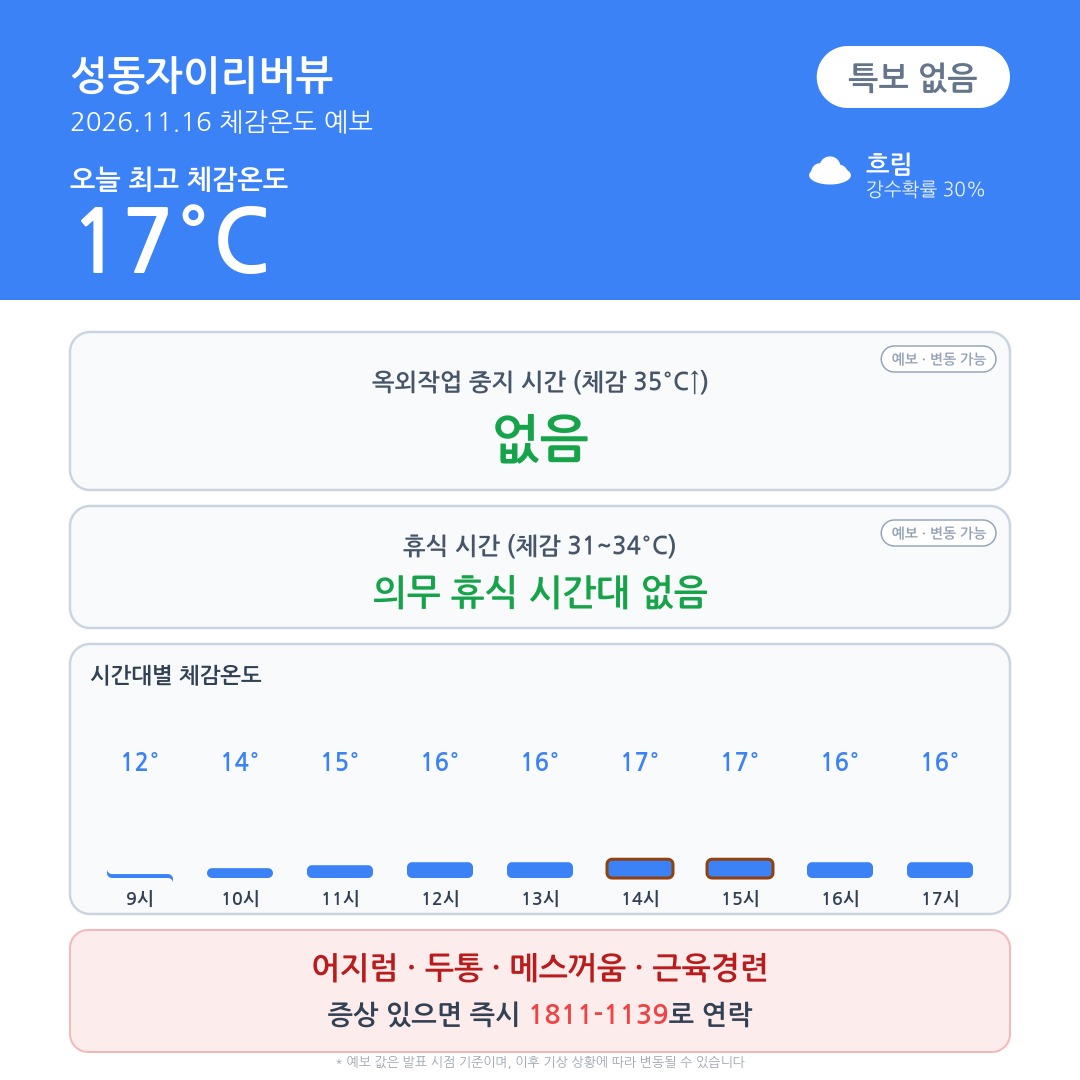 성동자이리버뷰
특보 없음
2026.11.16 체감온도 예보
오늘 최고 체감온도
17°C
흐림
강수확률 30%
예보 · 변동 가능
옥외작업 중지 시간 (체감 35°C↑)
없음
예보 · 변동 가능
휴식 시간 (체감 31~34°C)
의무 휴식 시간대 없음
시간대별 체감온도
12° 14° 15° 16° 16° 17° 17° 16° 16°
9시 10시 11시 12시 13시 14시 15시 16시 17시
어지럼 · 두통 · 메스꺼움 · 근육경련
증상 있으면 즉시 1811-1139로 연락
* 예보 값은 발표 시점 기준이며, 이후 기상 상황에 따라 변동될 수 있습니다